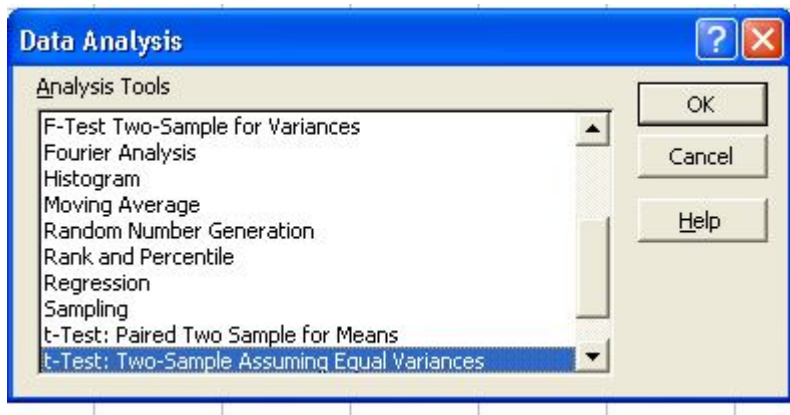 Data Analysis
Analysis Tools
F-Test Two-Sample for Variances
Fourier Analysis
Histogram
Moving Average
Random Number Generation
Rank and Percentile
Regression
Sampling
t-Test: Paired Two Sample for Means
t-Test: Two-Sample Assuming Equal Variances
OK
Cancel
Help